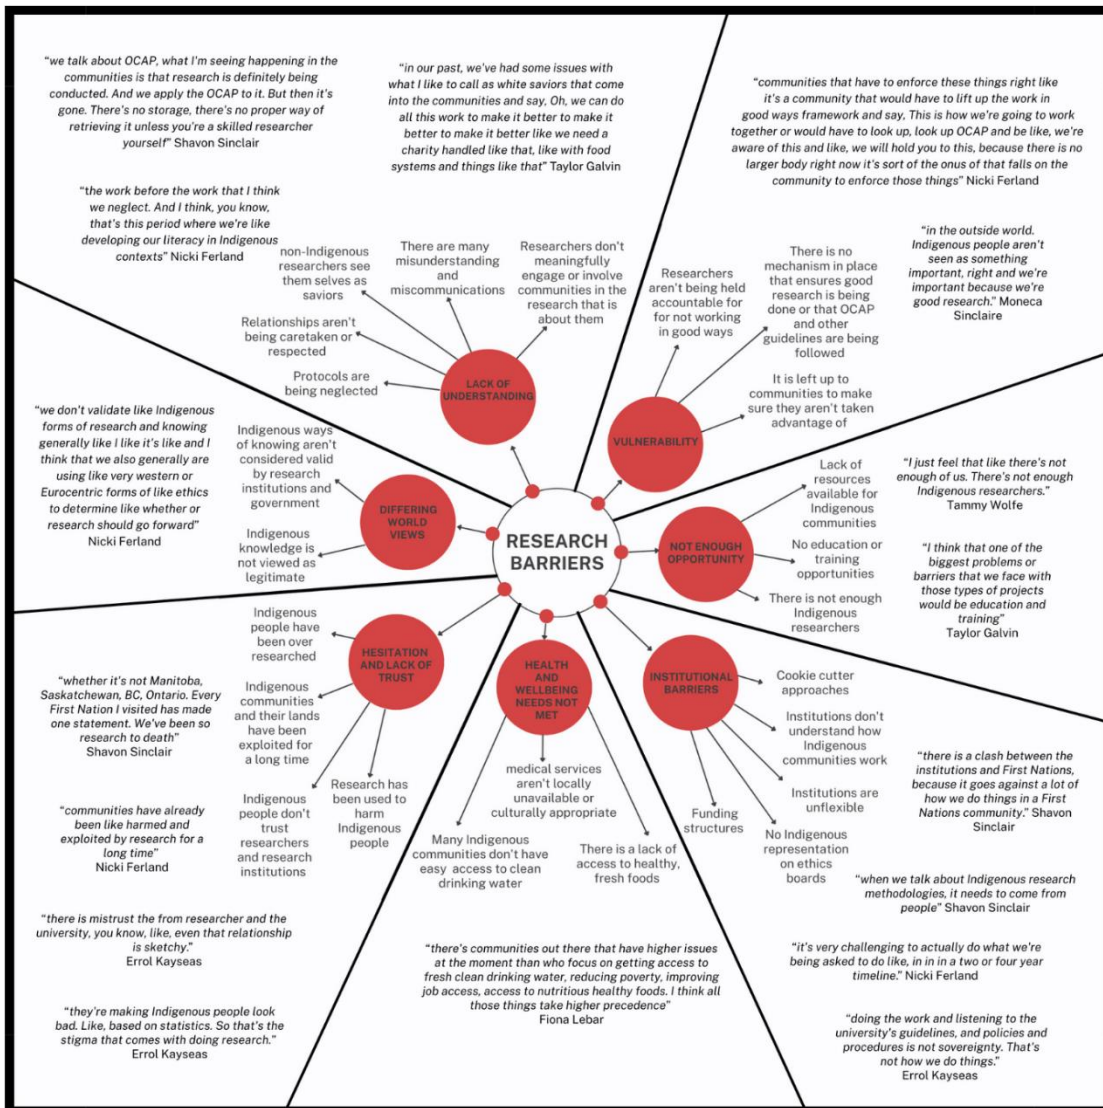 “we talk about OCAP, what I'm seeing happening in the
communities is that research is definitely being
conducted. And we apply the OCAP to it. But then it's
gone. There's no storage, there's no proper way of
retrieving it unless you're a skilled researcher
yourself” Shavon Sinclair
“in our past, we've had some issues with
what I like to call as white saviors that come
into the communities and say, Oh, we can do
all this work to make it better to make it
better to make it better like we need a
charity handled like that, like with food
systems and things like that” Taylor Galvin
“the work before the work that I think
we neglect. And I think, you know,
that's this period where we're like
developing our literacy in Indigenous
contexts” Nicki Ferland
non-Indigenous
researchers see
them selves as
saviors
There are many
misunderstanding
and
miscommunications
Researchers don't
meaningfully
engage or involve
communities in the
research that is
about them
Relationships aren't
being caretaken or
respected
Protocols are
being neglected
LACK OF
UNDERSTANDING
“communities that have to enforce these things right like
it's a community that would have to lift up the work in
good ways framework and say, This is how we're going to work
together or would have to look up, look up OCAP and be like, we're
aware of this and like, we will hold you to this, because there is no
larger body right now it's sort of the onus of that falls on the
community to enforce those things” Nicki Ferland
“in the outside world.
Indigenous people aren't
seen as something
important, right and we're
important because we're
good research.” Moneca
Sinclaire
Researchers
aren't being held
accountable for
for not working
in good ways
There is no
mechanism in place
that ensures good
research is being
done or that OCAP
and other
guidelines are being
followed
It is left up to
communities to make
sure they aren't taken
advantage of
VULNERABILITY
“we don't validate like Indigenous
forms of research and knowing
generally like I like it's like and I
think that we also generally are
using like very western or
Eurocentric forms of like ethics
to determine like whether or
research should go forward”
Nicki Ferland
Indigenous ways
of knowing aren't
considered valid
by research
institutions and
government
Indigenous
knowledge is
not viewed as
legitimate
DIFFERING
WORLD
VIEWS
RESEARCH
BARRIERS
NOT ENOUGH
OPPORTUNITY
Lack of
resources
available for
Indigenous
communities
No education or
training
opportunities
There is not enough
Indigenous
researchers
“I just feel that like there's not
enough of us. There's not enough
Indigenous researchers.”
Tammy Wolfe
“I think that one of the
biggest problems or
barriers that we face with
those types of projects
would be education and
training”
Taylor Galvin
Indigenous
people have
been over
researched
HESITATION
AND LACK OF
TRUST
Indigenous
communities
and their lands
have been
exploited for
a long time
Indigenous
people don't
trust
researchers
and research
institutions
Research has
been used to
harm
Indigenous
people
“whether it's not Manitoba,
Saskatchewan, BC, Ontario. Every
First Nation I visited has made
one statement. We've been so
research to death”
Shavon Sinclair
“communities have already
been like harmed and
exploited by research for a
long time”
Nicki Ferland
“there is mistrust the from researcher and the
university, you know, like, even that relationship
is sketchy.”
Errol Kayseas
“they're making Indigenous people look
bad. Like, based on statistics. So that's the
stigma that comes with doing research.”
Errol Kayseas
HEALTH
AND
WELLBEING
NEEDS NOT
MET
medical services
aren't locally
unavailable or
culturally appropriate
Many Indigenous
communities don't have
easy access to clean
drinking water
There is a lack of
access to healthy,
fresh foods
“there's communities out there that have higher issues
at the moment than who focus on getting access to
fresh clean drinking water, reducing poverty, improving
job access, access to nutritious healthy foods. I think all
those things take higher precedence”
Fiona Lebar
INSTITUTIONAL
BARRIERS
Cookie cutter
approaches
Institutions don't
understand how
Indigenous
communities work
Institutions are
unflexible
Funding
structures
No Indigenous
representation
on ethics
boards
“there is a clash between the
institutions and First Nations,
because it goes against a lot of
how we do things in a First
Nations community.” Shavon
Sinclair
“when we talk about Indigenous research
methodologies, it needs to come from
people” Shavon Sinclair
“it's very challenging to actually do what we're
being asked to do like, in in in a two or four year
timeline.” Nicki Ferland
“doing the work and listening to the
university's guidelines, and policies and
procedures is not sovereignty. That's
not how we do things.”
Errol Kayseas